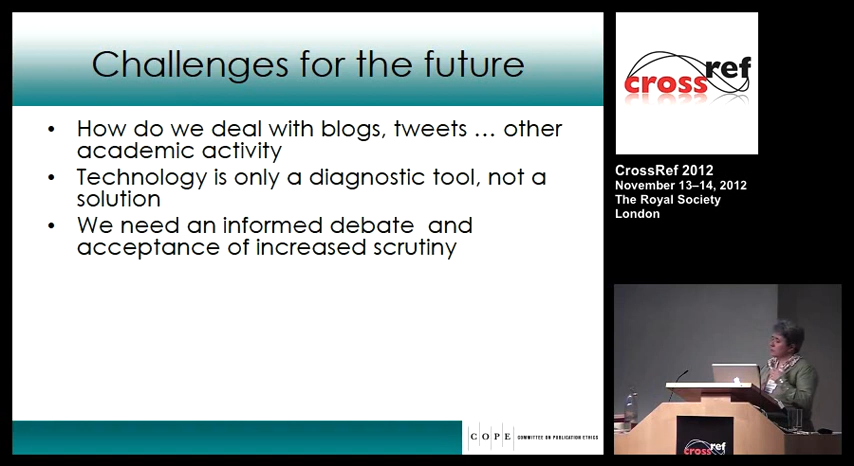 Challenges for the future
• How do we deal with blogs, tweets ... other
academic activity
• Technology is only a diagnostic tool, not a
solution
• We need an informed debate and
acceptance of increased scrutiny
C O P E COMMITTEE ON PUBLICATION ETHICS
crossref
CrossRef 2012
November 13–14, 2012
The Royal Society
London
crossref